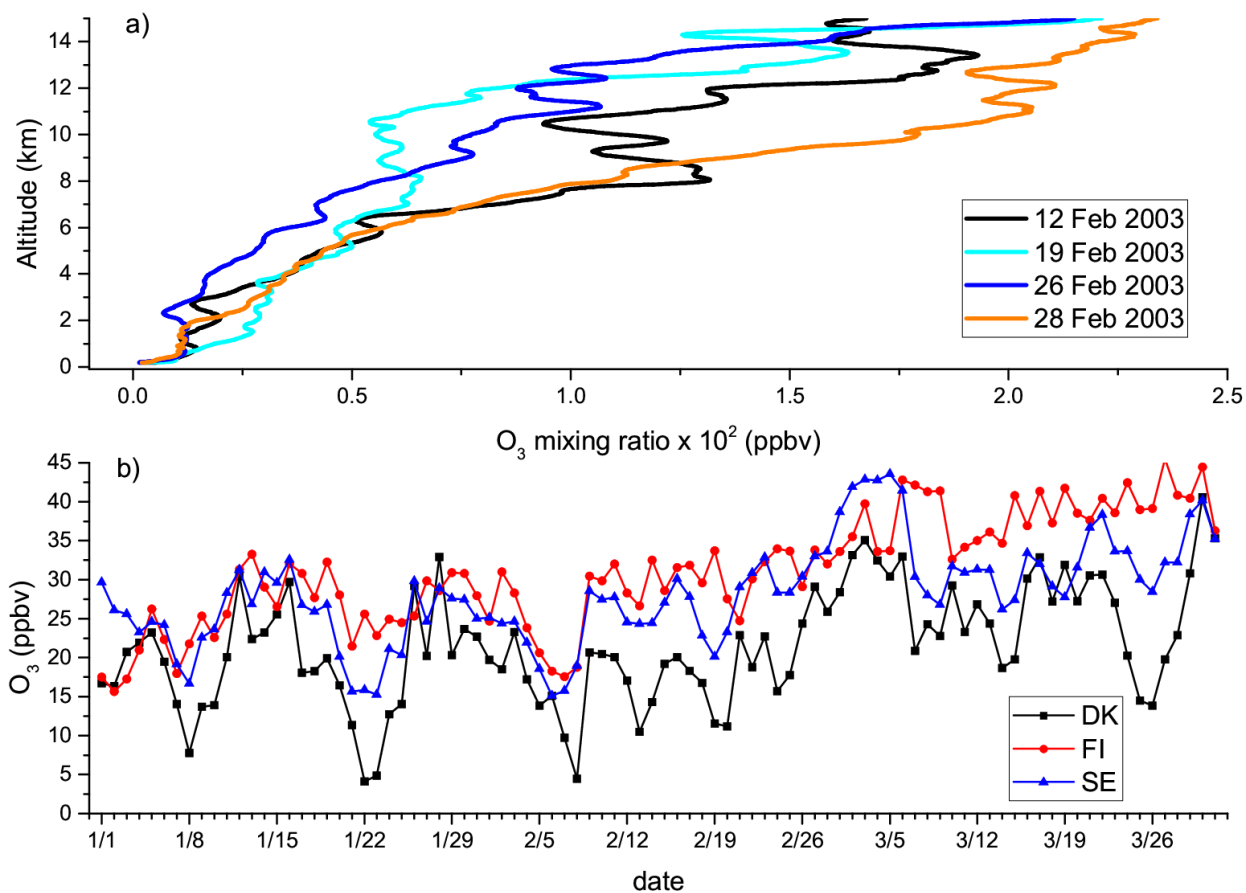 a)
14
12
10
8
6
4
2
0
Altitude (km)
12 Feb 2003
19 Feb 2003
26 Feb 2003
28 Feb 2003
0.0 0.5 1.0 1.5 2.0 2.5
O₃ mixing ratio x 10² (ppbv)
b)
45
40
35
30
25
20
15
10
5
0
O₃ (ppbv)
DK
FI
SE
1/1 1/8 1/15 1/22 1/29 2/5 2/12 2/19 2/26 3/5 3/12 3/19 3/26
date